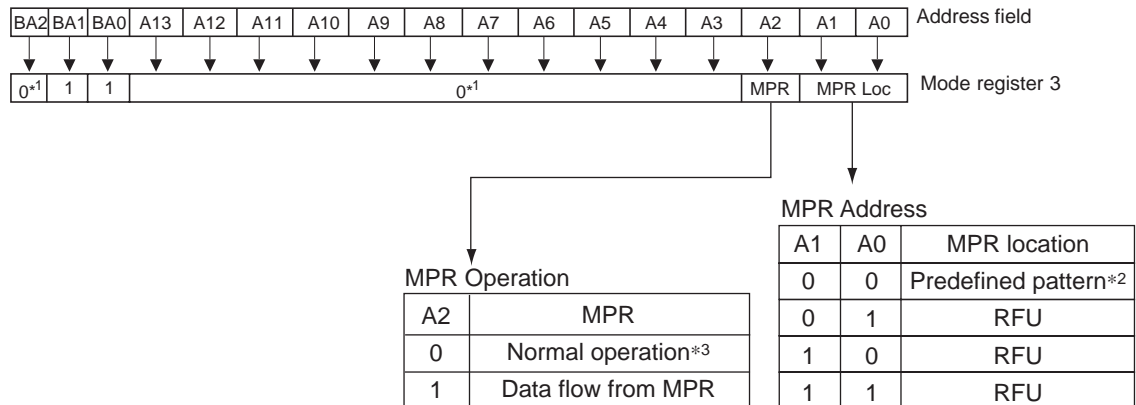 BA2 BA1 BA0 A13 A12 A11 A10 A9 A8 A7 A6 A5 A4 A3 A2 A1 A0 Address field
0*1 1 1 0*1 MPR MPR Loc Mode register 3
MPR Address
A1 A0 MPR location
0 0 Predefined pattern*2
0 1 RFU
1 0 RFU
1 1 RFU
MPR Operation
A2 MPR
0 Normal operation*3
1 Data flow from MPR